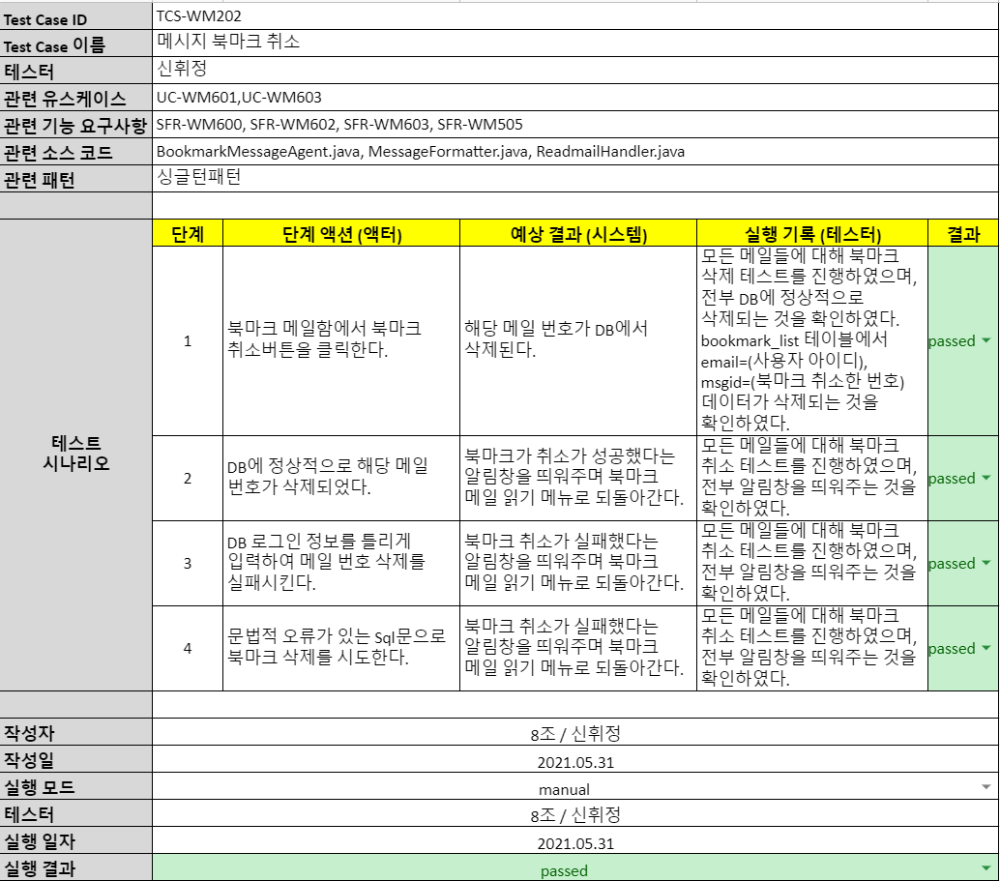 Test Case ID TCS-WM202
Test Case 이름 메시지 북마크 취소
테스터 신휘정
관련 유스케이스 UC-WM601,UC-WM603
관련 기능 요구사항 SFR-WM600, SFR-WM602, SFR-WM603, SFR-WM505
관련 소스 코드 BookmarkMessageAgent.java, MessageFormatter.java, ReadmailHandler.java
관련 패턴 싱글턴패턴
테스트
시나리오
단계 단계 액션 (액터) 예상 결과 (시스템) 실행 기록 (테스터) 결과
1
북마크 메일함에서 북마크
취소버튼을 클릭한다.
해당 메일 번호가 DB에서
삭제된다.
모든 메일들에 대해 북마크
삭제 테스트를 진행하였으며,
전부 DB에 정상적으로
삭제되는 것을 확인하였다.
bookmark_list 테이블에서
email=(사용자 아이디),
msgid=(북마크 취소한 번호)
데이터가 삭제되는 것을
확인하였다.
passed
2
DB에 정상적으로 해당 메일
번호가 삭제되었다.
북마크가 취소가 성공했다는
알림창을 띄워주며 북마크
메일 읽기 메뉴로 되돌아간다.
모든 메일들에 대해 북마크
취소 테스트를 진행하였으며,
전부 알림창을 띄워주는 것을
확인하였다.
passed
3
DB 로그인 정보를 틀리게
입력하여 메일 번호 삭제를
실패시킨다.
북마크 취소가 실패했다는
알림창을 띄워주며 북마크
메일 읽기 메뉴로 되돌아간다.
모든 메일들에 대해 북마크
취소 테스트를 진행하였으며,
전부 알림창을 띄워주는 것을
확인하였다.
passed
4
문법적 오류가 있는 Sql문으로
북마크 삭제를 시도한다.
북마크 취소가 실패했다는
알림창을 띄워주며 북마크
메일 읽기 메뉴로 되돌아간다.
모든 메일들에 대해 북마크
취소 테스트를 진행하였으며,
전부 알림창을 띄워주는 것을
확인하였다.
passed
작성자 8조 / 신휘정
작성일 2021.05.31
실행 모드 manual
테스터 8조 / 신휘정
실행 일자 2021.05.31
실행 결과 passed